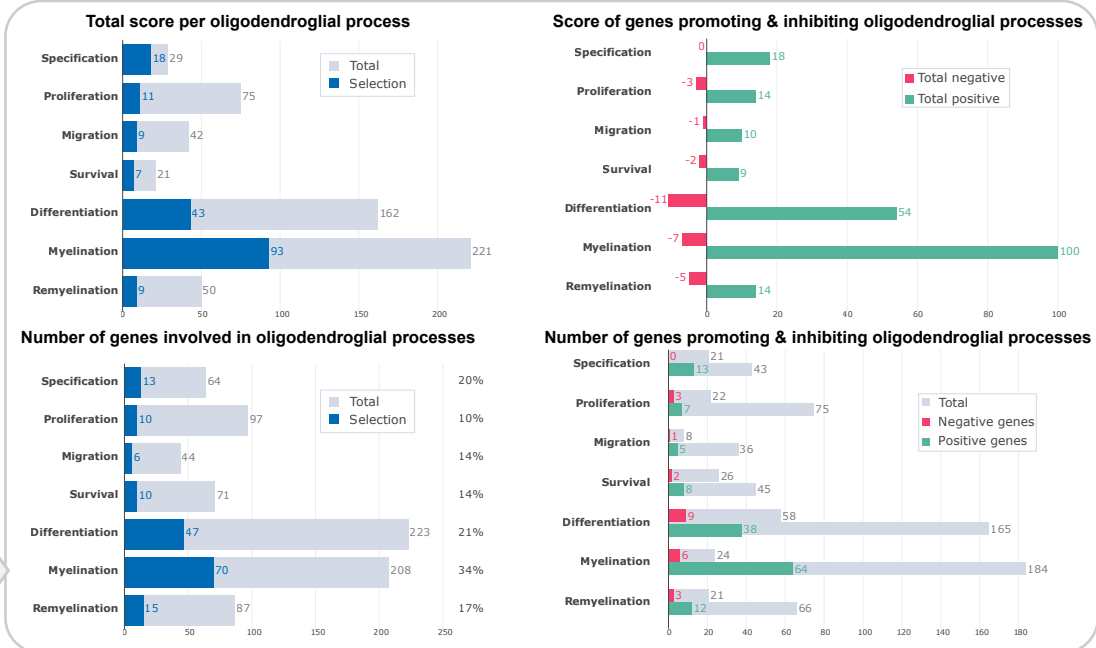 Total score per oligodendroglial process
Specification 18 29
Proliferation 11 75
Migration 9 42
Survival 7 21
Differentiation 43 162
Myelination 93 221
Remyelination 9 50
0 50 100 150 200
Total
Selection
Score of genes promoting & inhibiting oligodendroglial processes
Specification 0 18
Proliferation -3 14
Migration -1 10
Survival -2 9
Differentiation -11 54
Myelination -7 100
Remyelination -5 14
0 20 40 60 80 100
Total negative
Total positive
Number of genes involved in oligodendroglial processes
Specification 13 64 20%
Proliferation 10 97 10%
Migration 6 44 14%
Survival 10 71 14%
Differentiation 47 223 21%
Myelination 70 208 34%
Remyelination 15 87 17%
0 50 100 150 200 250
Total
Selection
Number of genes promoting & inhibiting oligodendroglial processes
Specification 0 21 13 43
Proliferation 3 22 7 75
Migration 1 8 5 36
Survival 2 26 8 45
Differentiation 9 58 38 165
Myelination 6 24 64 184
Remyelination 3 21 12 66
0 20 40 60 80 100 120 140 160 180
Total
Negative genes
Positive genes